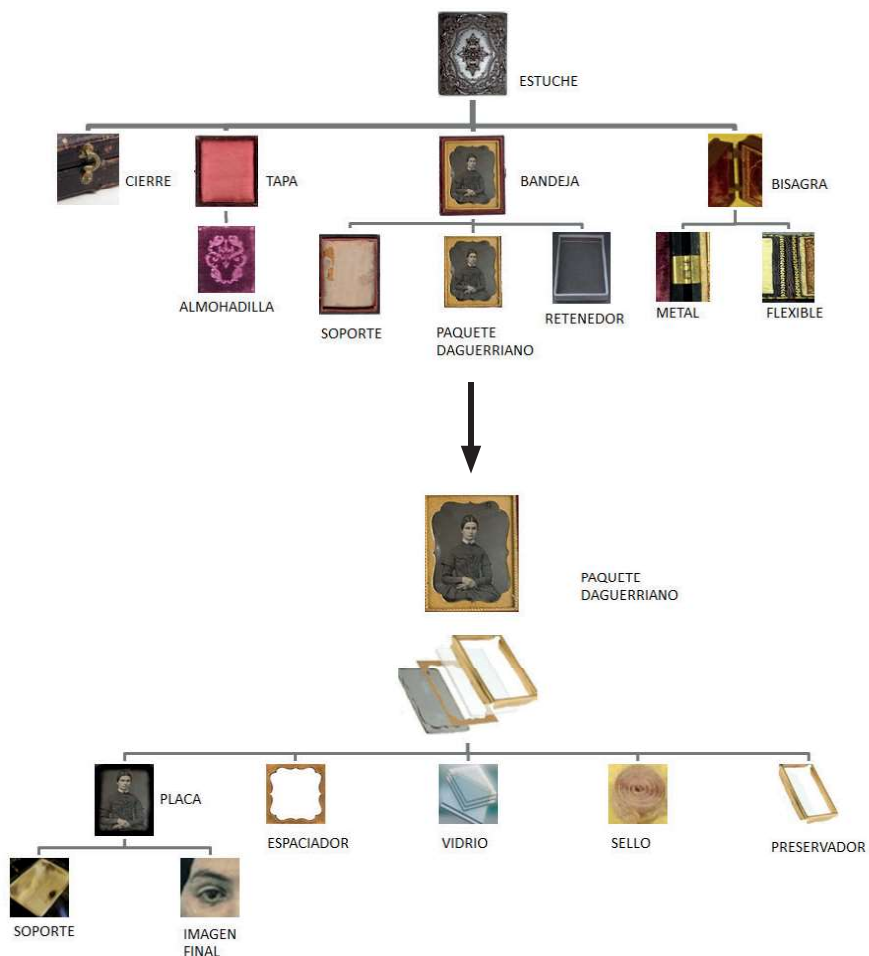 ESTUCHE
CIERRE
TAPA
BANDEJA
BISAGRA
ALMOHADILLA
SOPORTE
PAQUETE
DAGUERRIANO
RETENEDOR
METAL
FLEXIBLE
PAQUETE
DAGUERRIANO
PLACA
ESPACIADOR
VIDRIO
SELLO
PRESERVADOR
SOPORTE
IMAGEN
FINAL